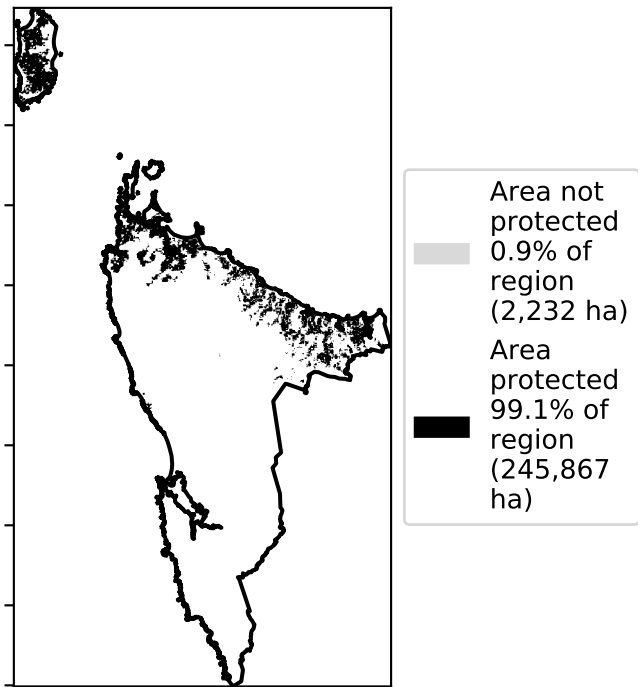 Area not
protected
0.9% of
region
(2,232 ha)
Area
protected
99.1% of
region
(245,867
ha)